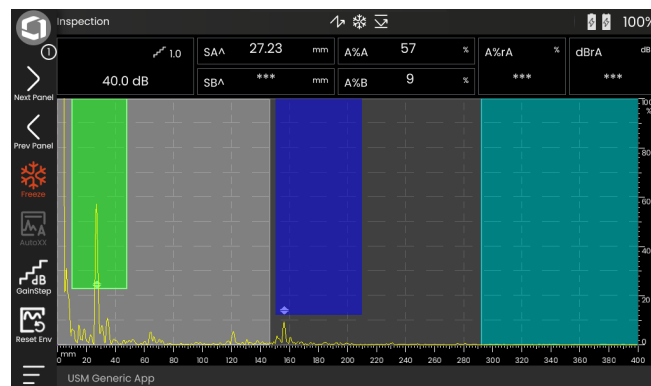 Inspection
100%
1
1.0
40.0 dB
SA^ 27.23 mm
A%A 57 %
A%rA %
dBrA dB
SB^ *** mm
A%B 9 %
***
***
Next Panel
Prev Panel
Freeze
AutoXX
dB
GainStep
Reset Env
100
%
80
60
40
20
0
mm 20 40 60 80 100 120 140 160 180 200 220 240 260 280 300 320 340 360 380 400
USM Generic App